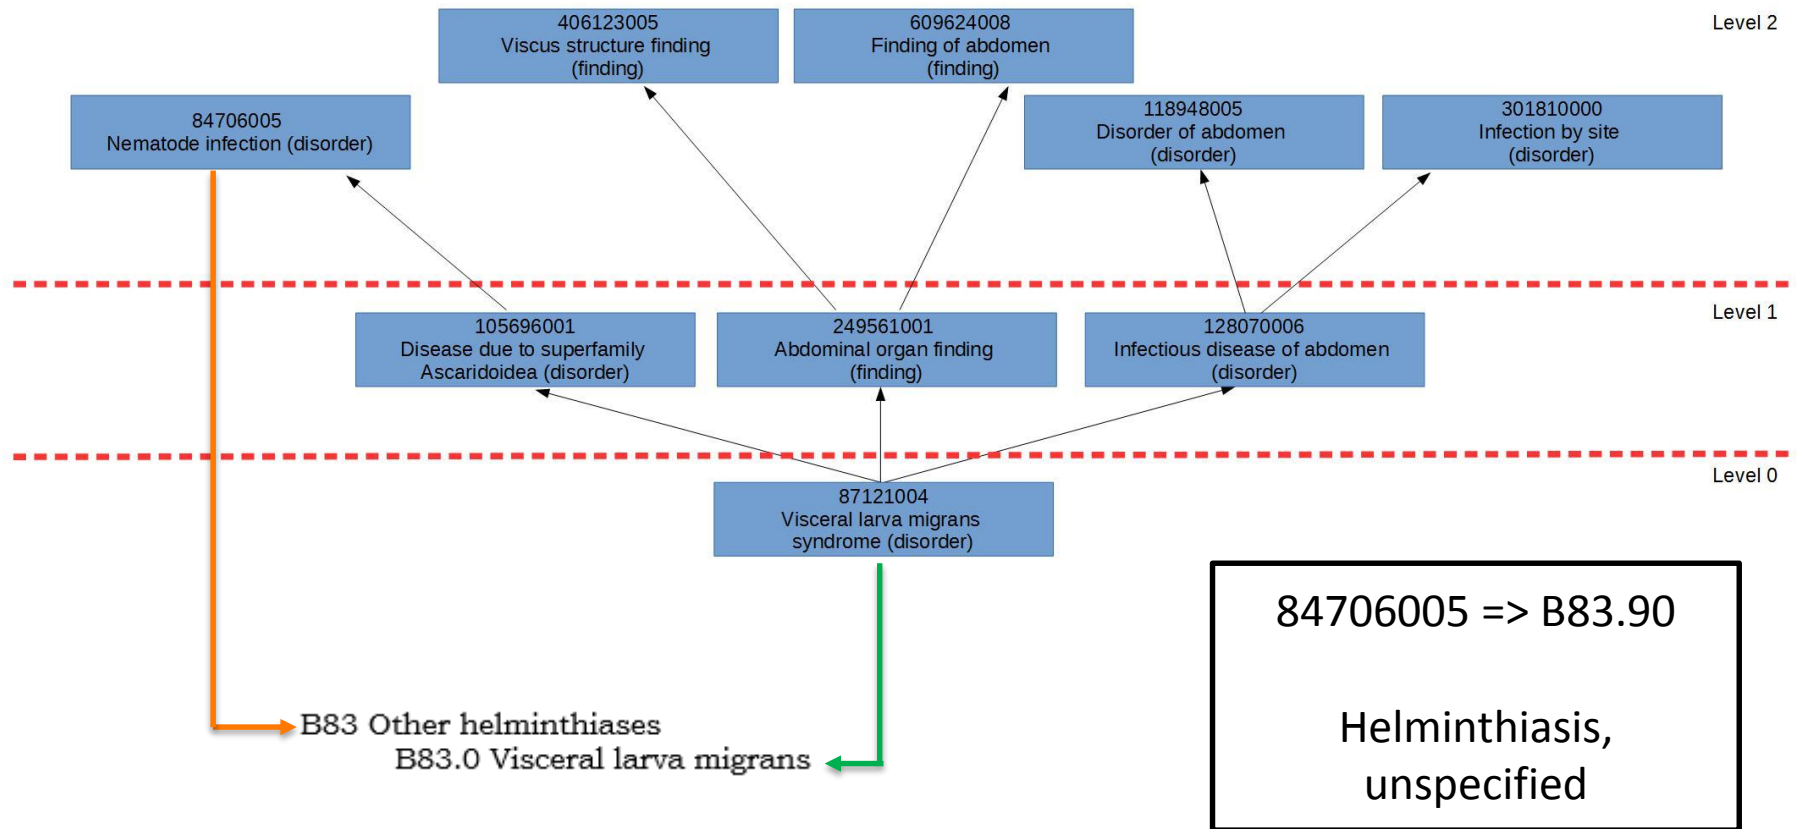 406123005
Viscus structure finding
(finding)
609624008
Finding of abdomen
(finding)
Level 2
84706005
Nematode infection (disorder)
118948005
Disorder of abdomen
(disorder)
301810000
Infection by site
(disorder)
Level 1
105696001
Disease due to superfamily
Ascaridoidea (disorder)
249561001
Abdominal organ finding
(finding)
128070006
Infectious disease of abdomen
(disorder)
Level 0
87121004
Visceral larva migrans
syndrome (disorder)
84706005 => B83.90
Helminthiasis,
unspecified
B83 Other helminthiases
B83.0 Visceral larva migrans